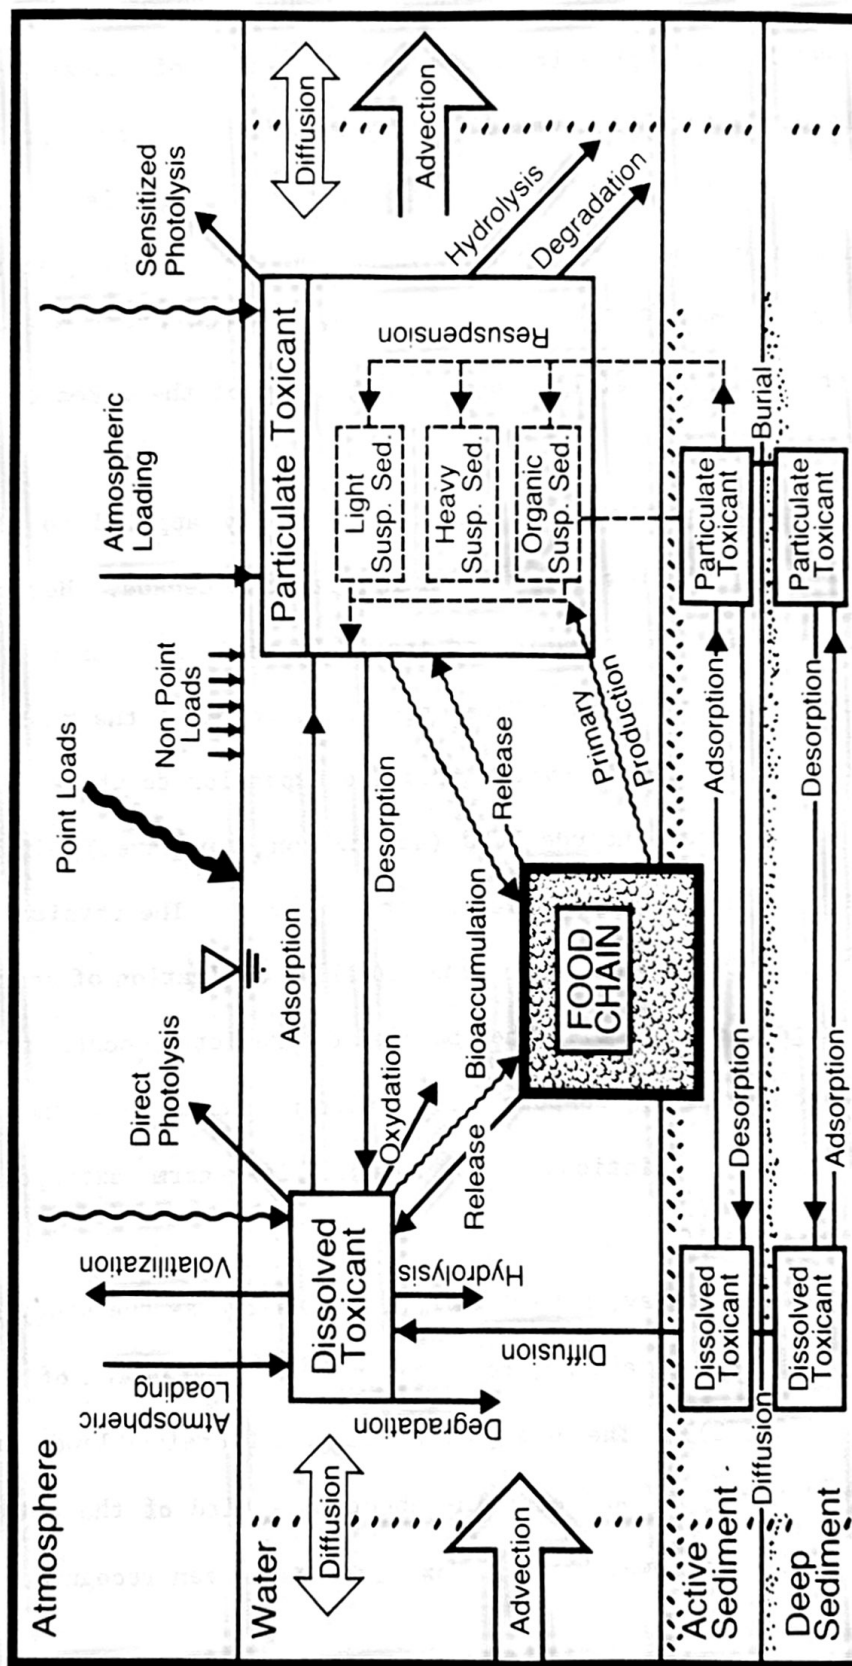 Atmosphere
Atmospheric
Loading
Volatilization
Direct
Photolysis
Point Loads
Non Point
Loads
Atmospheric
Loading
Sensitized
Photolysis
Water
Diffusion
Advection
Dissolved
Toxicant
Degradation
Hydrolysis
Oxydation
Adsorption
Desorption
Release
Bioaccumulation
Release
FOOD
CHAIN
Primary
Production
Particulate Toxicant
Light
Susp. Sed.
Heavy
Susp. Sed.
Organic
Susp. Sed.
Resuspension
Hydrolysis
Degradation
Diffusion
Advection
Diffusion
Active
Sediment
Dissolved
Toxicant
Adsorption
Desorption
Particulate
Toxicant
Diffusion
Burial
Deep
Sediment
Dissolved
Toxicant
Desorption
Adsorption
Particulate
Toxicant